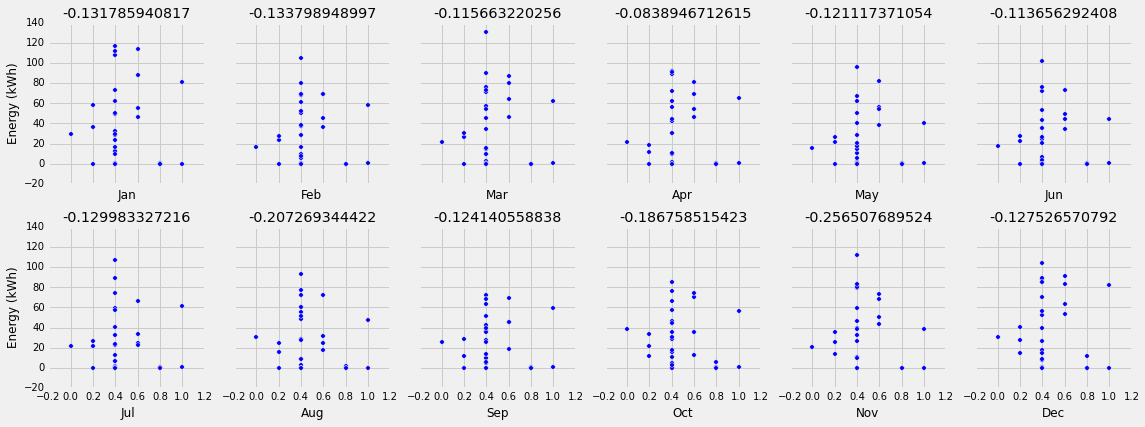 -0.131785940817 -0.133798948997 -0.115663220256 -0.0838946712615 -0.121117371054 -0.113656292408
140
120
100
80
60
40
20
0
−20
Energy (kWh)
Jan Feb Mar Apr May Jun
-0.129983327216 -0.207269344422 -0.124140558838 -0.186758515423 -0.256507689524 -0.127526570792
140
120
100
80
60
40
20
0
−20
Energy (kWh)
−0.2 0.0 0.2 0.4 0.6 0.8 1.0 1.2 −0.2 0.0 0.2 0.4 0.6 0.8 1.0 1.2 −0.2 0.0 0.2 0.4 0.6 0.8 1.0 1.2 −0.2 0.0 0.2 0.4 0.6 0.8 1.0 1.2 −0.2 0.0 0.2 0.4 0.6 0.8 1.0 1.2 −0.2 0.0 0.2 0.4 0.6 0.8 1.0 1.2
Jul Aug Sep Oct Nov Dec